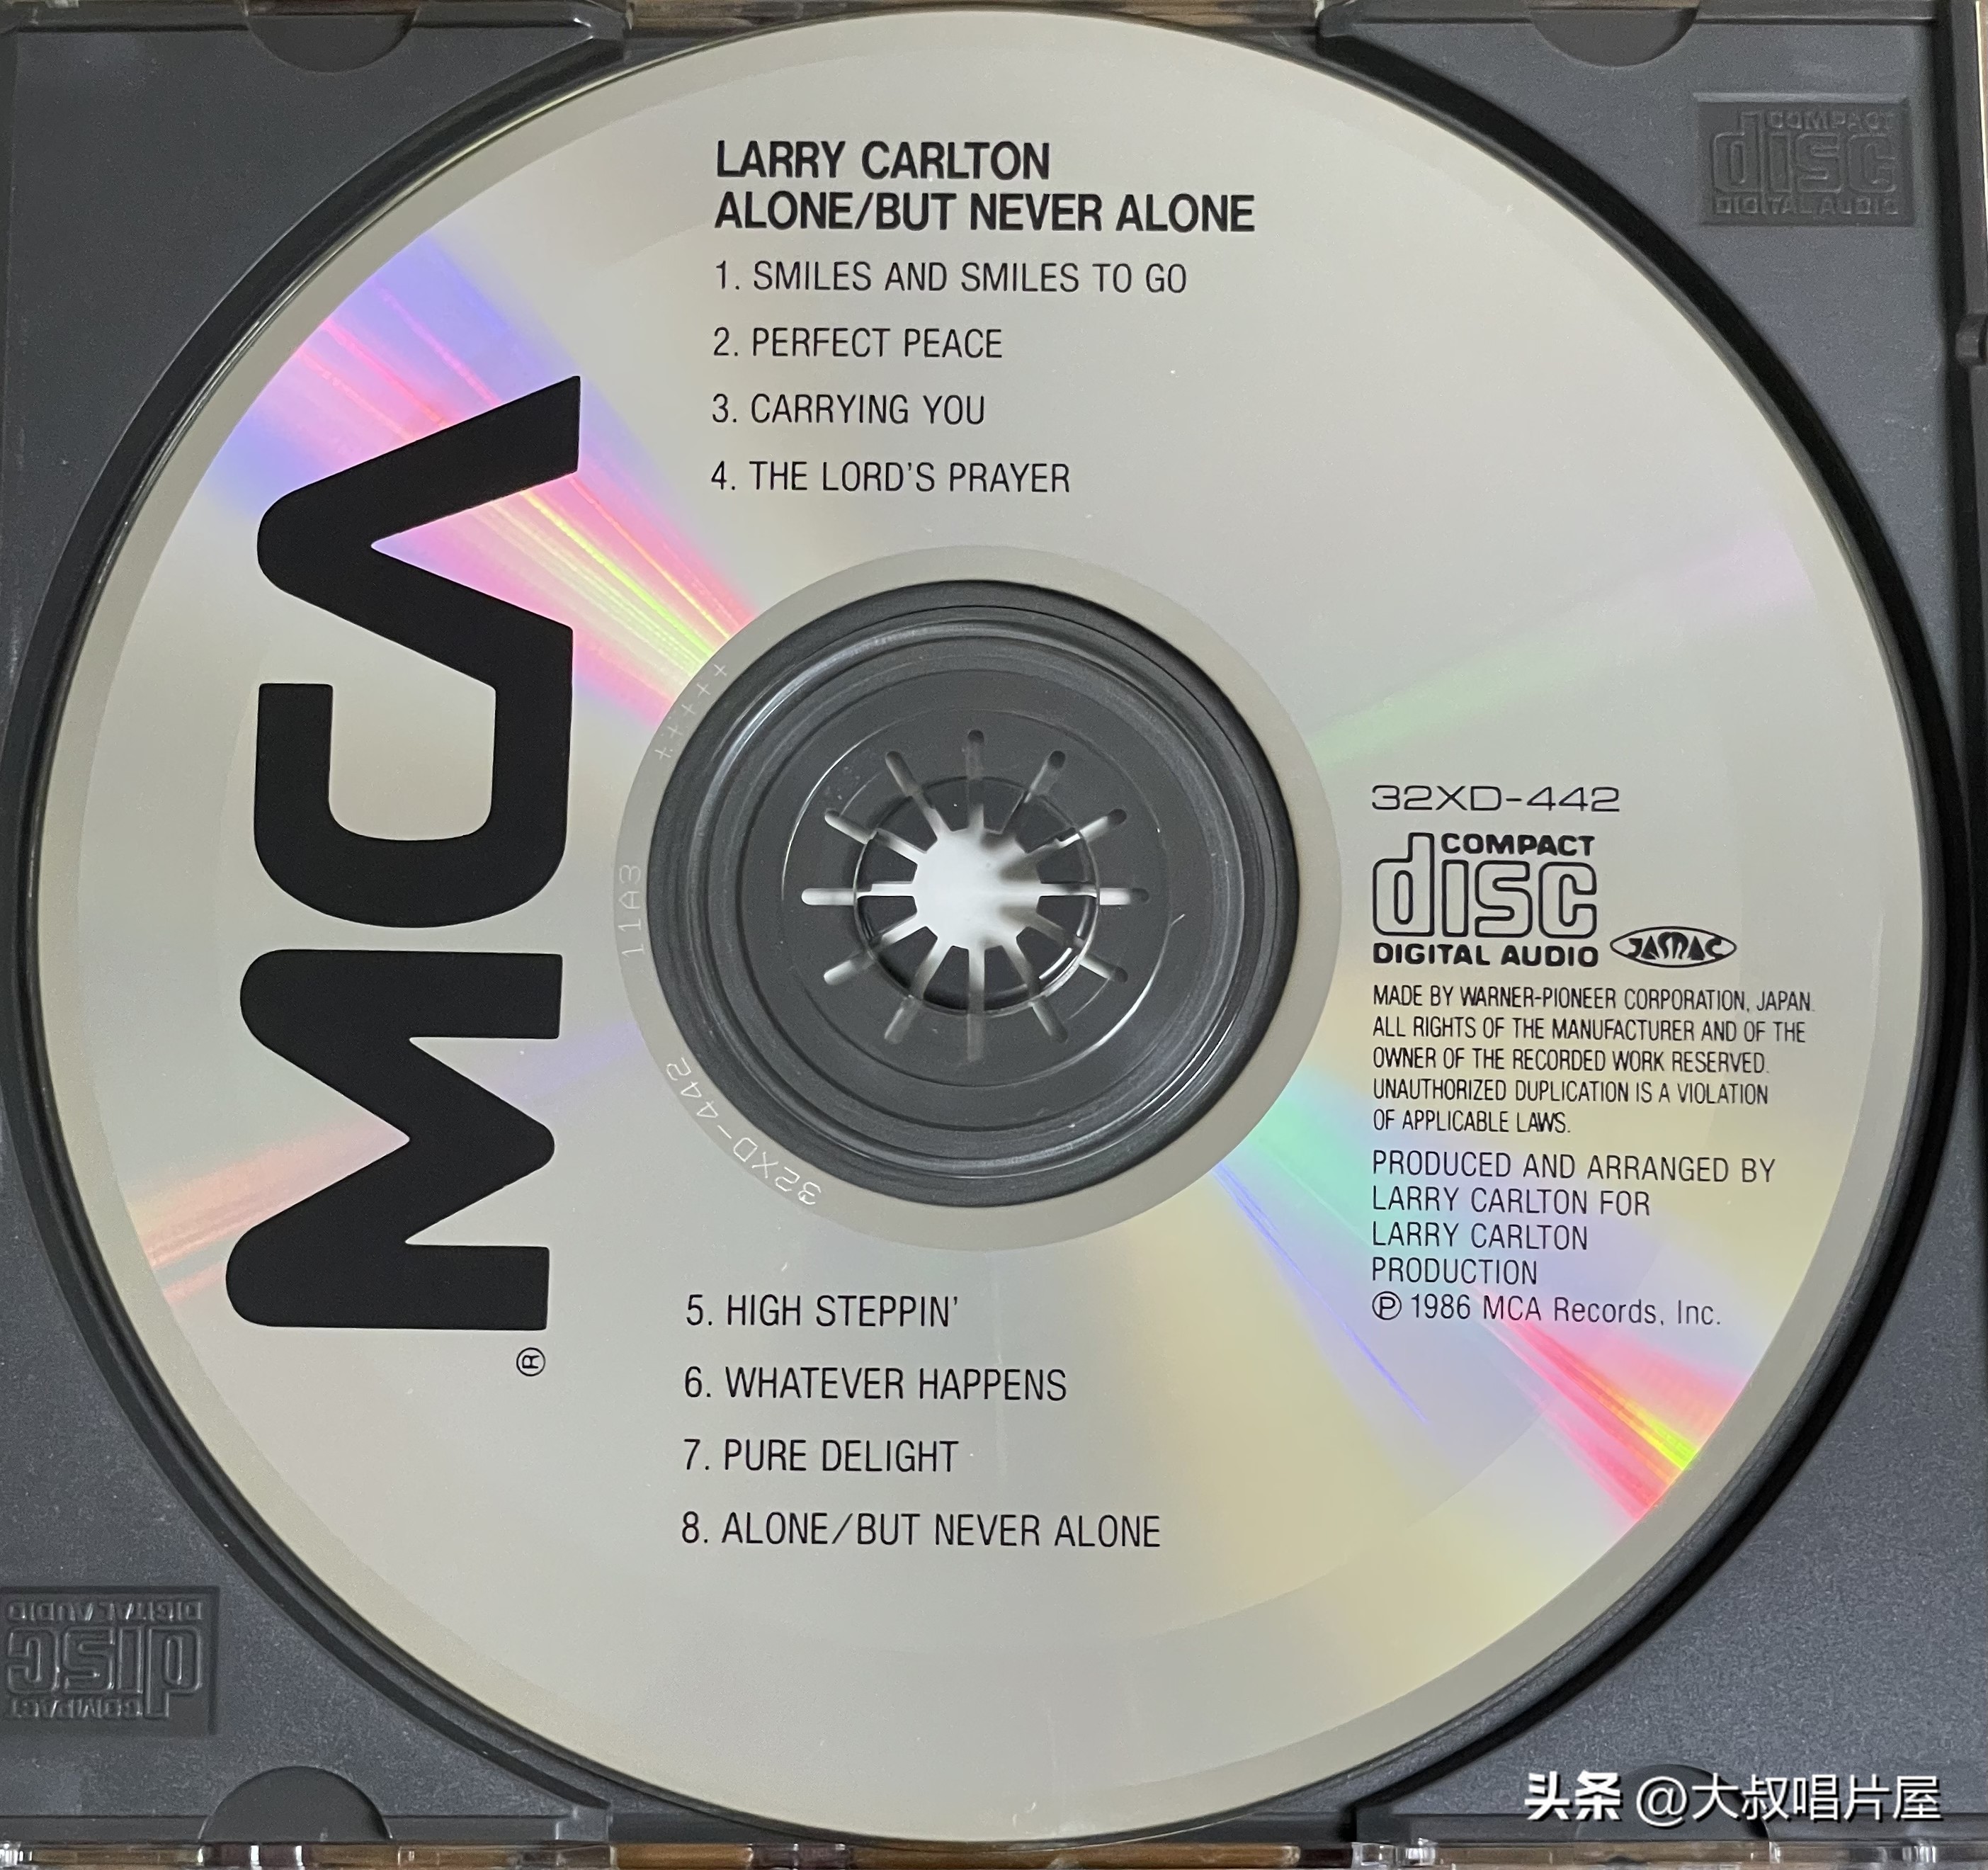 LARRY CARLTON
ALONE/BUT NEVER ALONE
1. SMILES AND SMILES TO GO
2. PERFECT PEACE
3. CARRYING YOU
4. THE LORD'S PRAYER
MCA
®
11A3
+++++
32XD-442
32XD-442
COMPACT
disc
DIGITAL AUDIO
JASRAC
MADE BY WARNER-PIONEER CORPORATION, JAPAN.
ALL RIGHTS OF THE MANUFACTURER AND OF THE
OWNER OF THE RECORDED WORK RESERVED.
UNAUTHORIZED DUPLICATION IS A VIOLATION
OF APPLICABLE LAWS.
PRODUCED AND ARRANGED BY
LARRY CARLTON FOR
LARRY CARLTON
PRODUCTION
℗ 1986 MCA Records, Inc.
5. HIGH STEPPIN'
6. WHATEVER HAPPENS
7. PURE DELIGHT
8. ALONE/BUT NEVER ALONE
COMPACT
disc
DIGITAL AUDIO
COMPACT
disc
DIGITAL AUDIO
头条 @大叔唱片屋